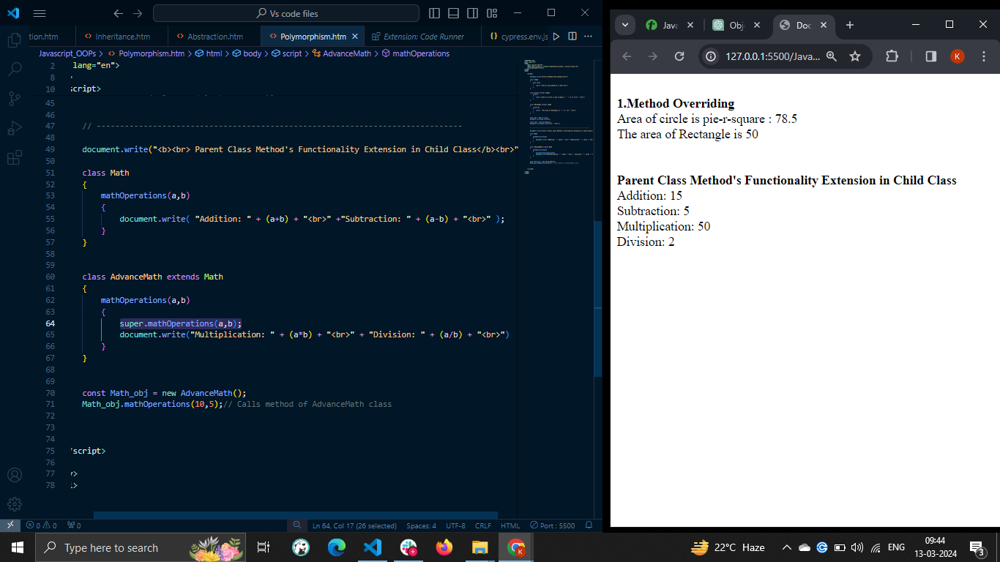 Vs code files
tion.htm
Inheritance.htm
Abstraction.htm
Polymorphism.htm
Extension: Code Runner
cypress.env.js
Javascript_OOPs > Polymorphism.htm > html > body > script > AdvanceMath > mathOperations
2 lang="en">
8 >
10 script>
45
46
47 // ------------------------------------------------------------------------------
48
49 document.write("<b><br> Parent Class Method's Functionality Extension in Child Class</b><br>"
50
51 class Math
52 {
53 mathOperations(a,b)
54 {
55 document.write( "Addition: " + (a+b) + "<br>" +"Subtraction: " + (a-b) + "<br>" );
56 }
57 }
58
59
60 class AdvanceMath extends Math
61 {
62 mathOperations(a,b)
63 {
64 super.mathOperations(a,b);
65 document.write("Multiplication: " + (a*b) + "<br>" + "Division: " + (a/b) + "<br>")
66 }
67 }
68
69
70 const Math_obj = new AdvanceMath();
71 Math_obj.mathOperations(10,5);// Calls method of AdvanceMath class
72
73
74
75 /script>
76
77 y>
78 l>
0 0 0
Ln 64, Col 17 (26 selected) Spaces: 4 UTF-8 CRLF HTML Port : 5500
Java
Obj
Doc
127.0.0.1:5500/Java...
K
1.Method Overriding
Area of circle is pie-r-square : 78.5
The area of Rectangle is 50
Parent Class Method's Functionality Extension in Child Class
Addition: 15
Subtraction: 5
Multiplication: 50
Division: 2
Type here to search
K
22°C Haze
ENG
09:44
13-03-2024
3